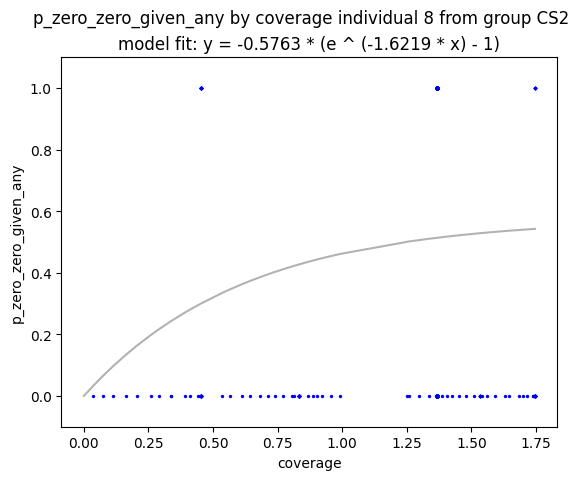 p_zero_zero_given_any by coverage individual 8 from group CS2
model fit: y = -0.5763 * (e ^ (-1.6219 * x) - 1)
p_zero_zero_given_any
1.0
0.8
0.6
0.4
0.2
0.0
0.00 0.25 0.50 0.75 1.00 1.25 1.50 1.75
coverage